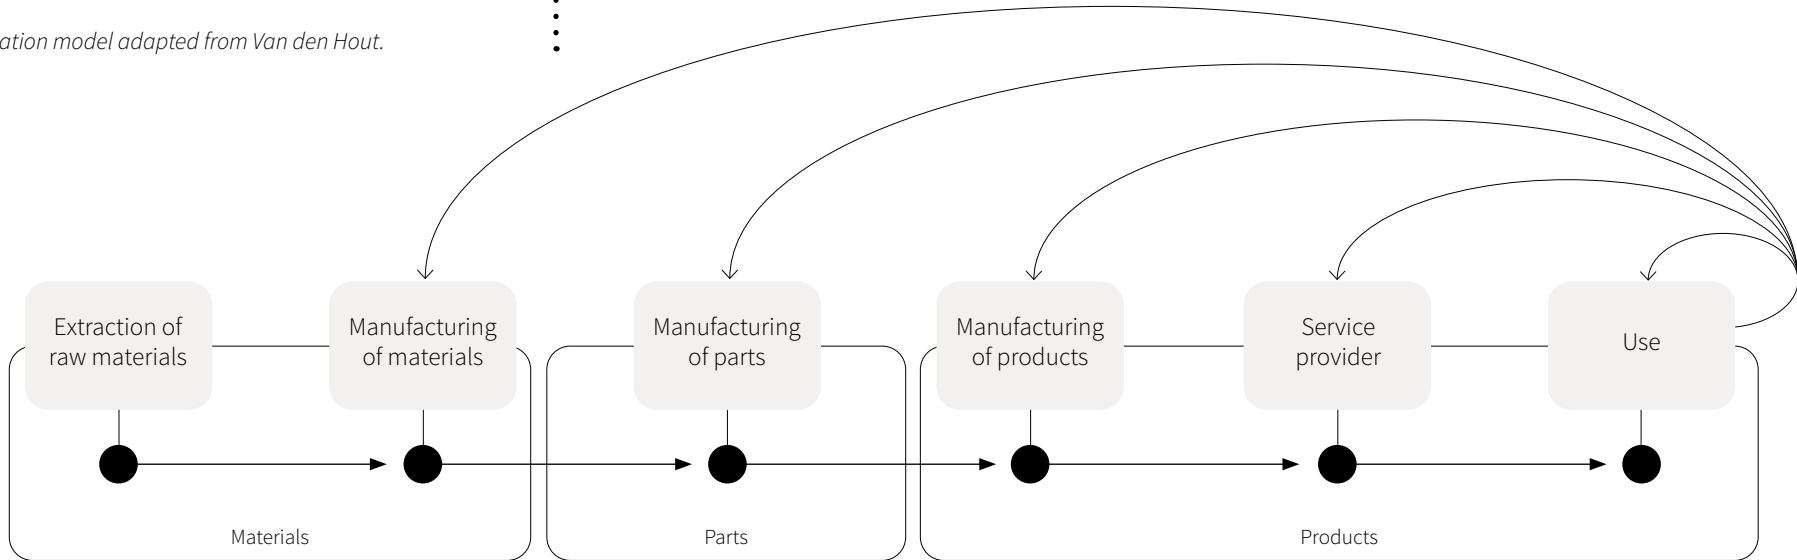 ation model adapted from Van den Hout.
Extraction of
raw materials
Manufacturing
of materials
Manufacturing
of parts
Manufacturing
of products
Service
provider
Use
Materials
Parts
Products